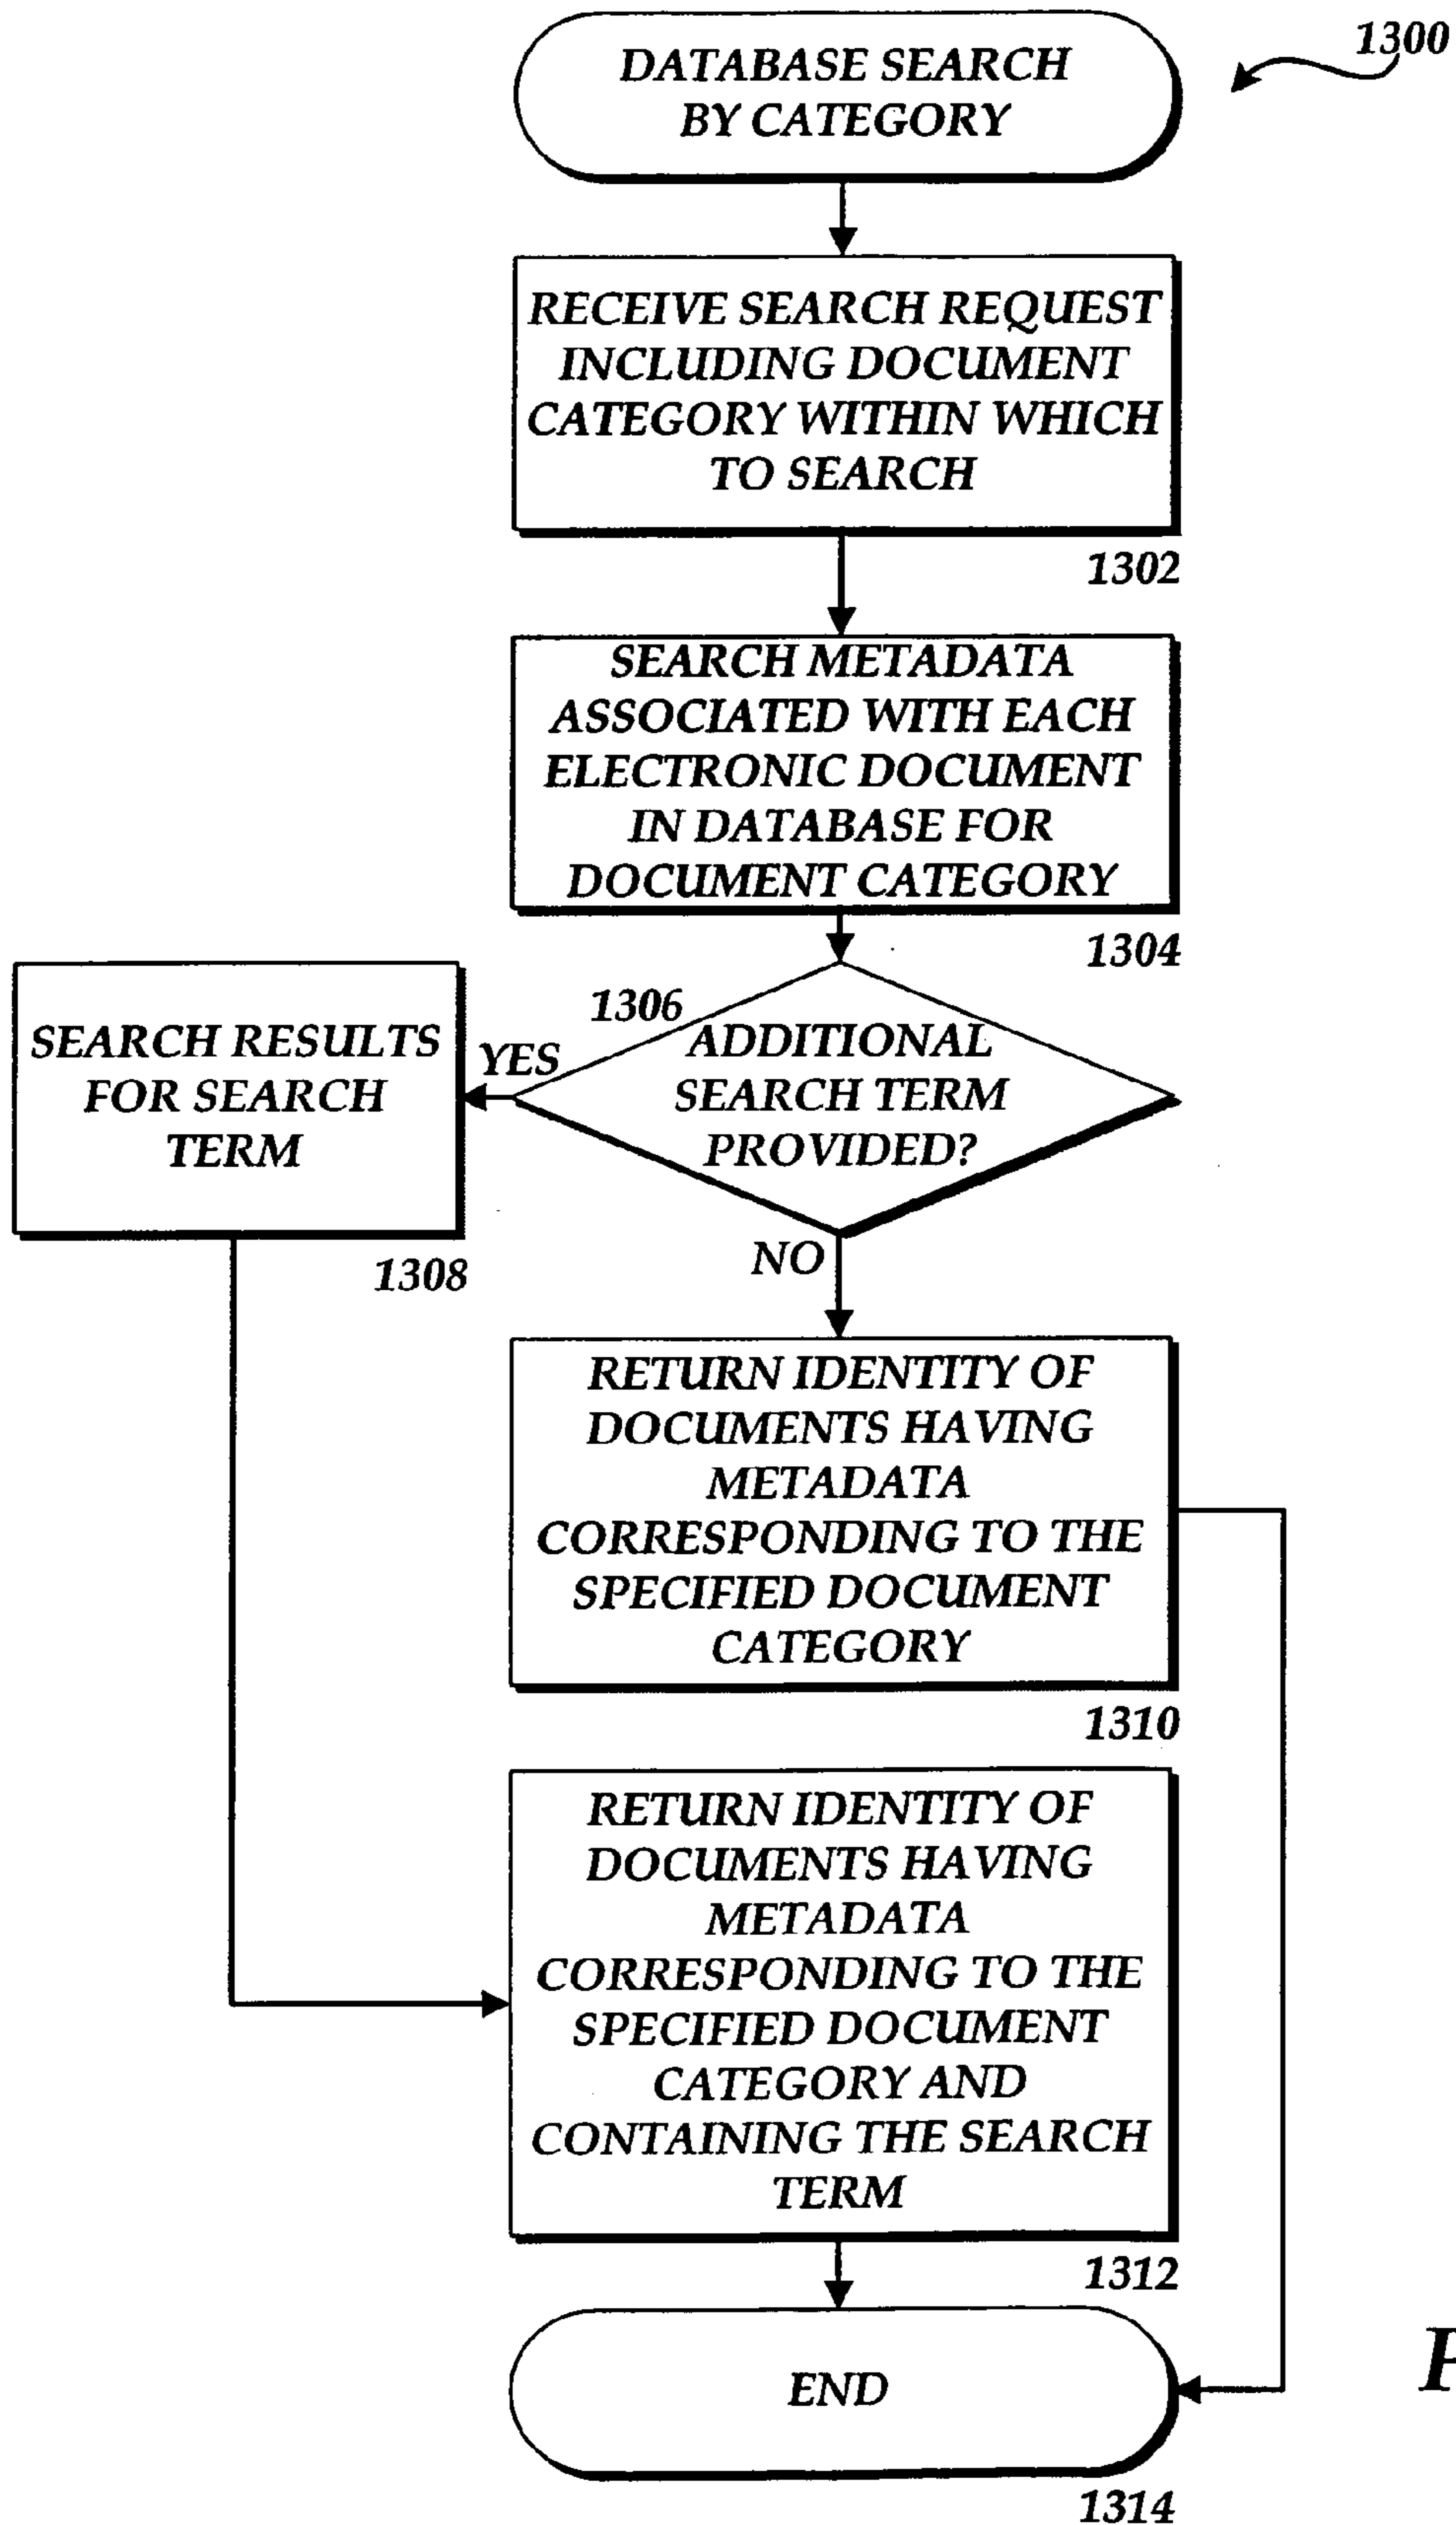 1300
DATABASE SEARCH
BY CATEGORY
RECEIVE SEARCH REQUEST
INCLUDING DOCUMENT
CATEGORY WITHIN WHICH
TO SEARCH
1302
SEARCH METADATA
ASSOCIATED WITH EACH
ELECTRONIC DOCUMENT
IN DATABASE FOR
DOCUMENT CATEGORY
1304
1306
ADDITIONAL
SEARCH TERM
PROVIDED?
YES
SEARCH RESULTS
FOR SEARCH
TERM
1308
NO
RETURN IDENTITY OF
DOCUMENTS HAVING
METADATA
CORRESPONDING TO THE
SPECIFIED DOCUMENT
CATEGORY
1310
RETURN IDENTITY OF
DOCUMENTS HAVING
METADATA
CORRESPONDING TO THE
SPECIFIED DOCUMENT
CATEGORY AND
CONTAINING THE SEARCH
TERM
1312
END
1314